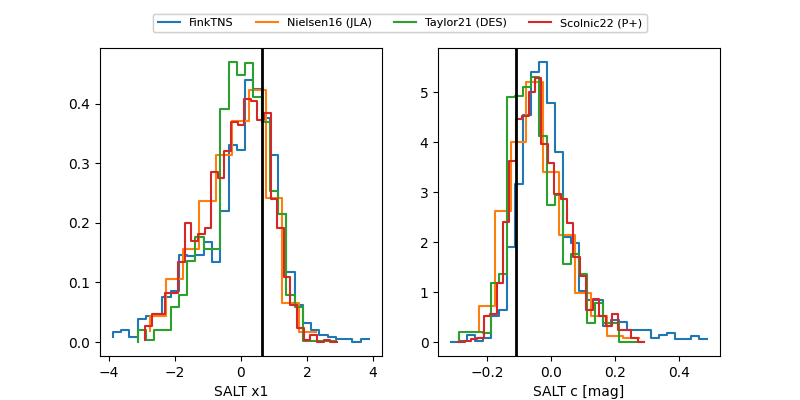 FinkTNS Nielsen16 (JLA) Taylor21 (DES) Scolnic22 (P+)
0.4
0.3
0.2
0.1
0.0
−4 −2 0 2 4
SALT x1
5
4
3
2
1
0
−0.2 0.0 0.2 0.4
SALT c [mag]